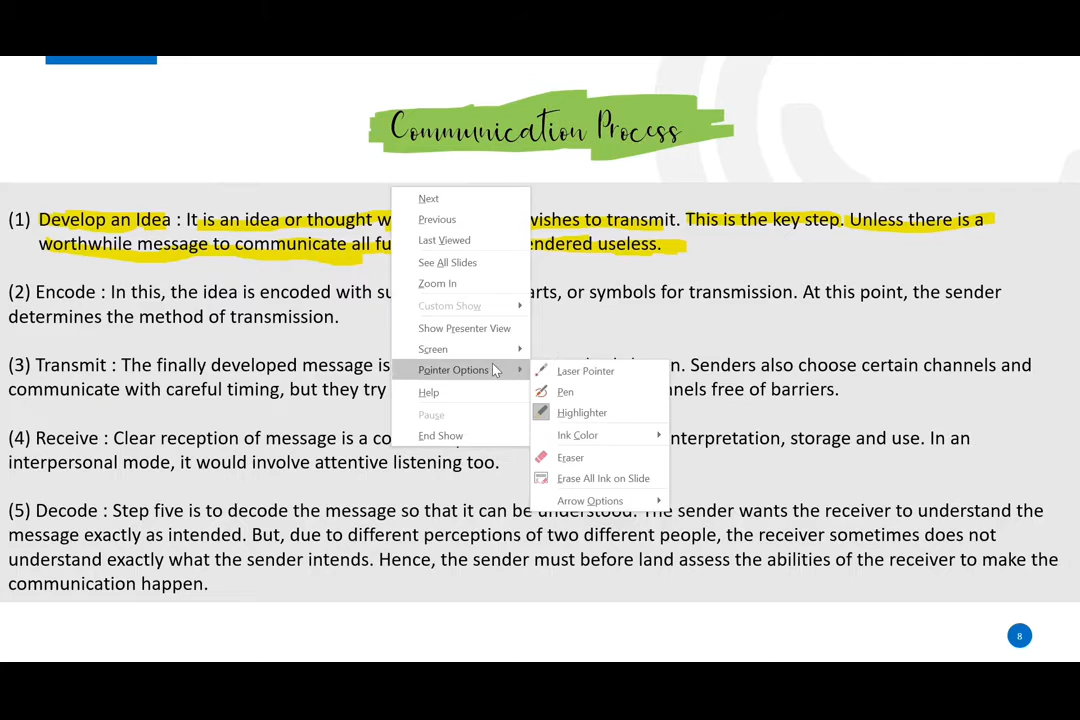 Communication Process
(1) Develop an Idea : It is an idea or thought wishes to transmit. This is the key step. Unless there is a
worthwhile message to communicate all rendered useless.
(2) Encode : In this, the idea is encoded with or symbols for transmission. At this point, the sender
determines the method of transmission.
(3) Transmit : The finally developed message is Senders also choose certain channels and
communicate with careful timing, but they try free of barriers.
(4) Receive : Clear reception of message is a interpretation, storage and use. In an
interpersonal mode, it would involve attentive listening too.
(5) Decode : Step five is to decode the message so that it can be understood. The sender wants the receiver to understand the
message exactly as intended. But, due to different perceptions of two different people, the receiver sometimes does not
understand exactly what the sender intends. Hence, the sender must before land assess the abilities of the receiver to make the
communication happen.
Next
Previous
Last Viewed
See All Slides
Zoom In
Custom Show
Show Presenter View
Screen
Pointer Options
Help
Pause
End Show
Laser Pointer
Pen
Highlighter
Ink Color
Eraser
Erase All Ink on Slide
Arrow Options
8